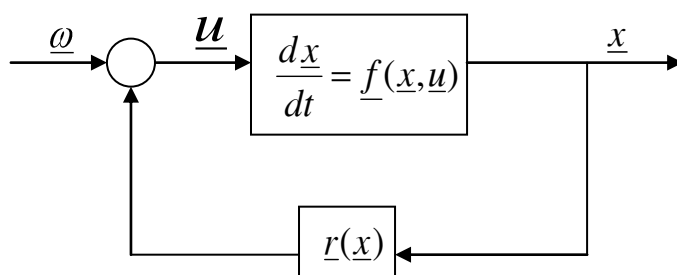 ω u x
dx/dt = f(x,u)
r(x)